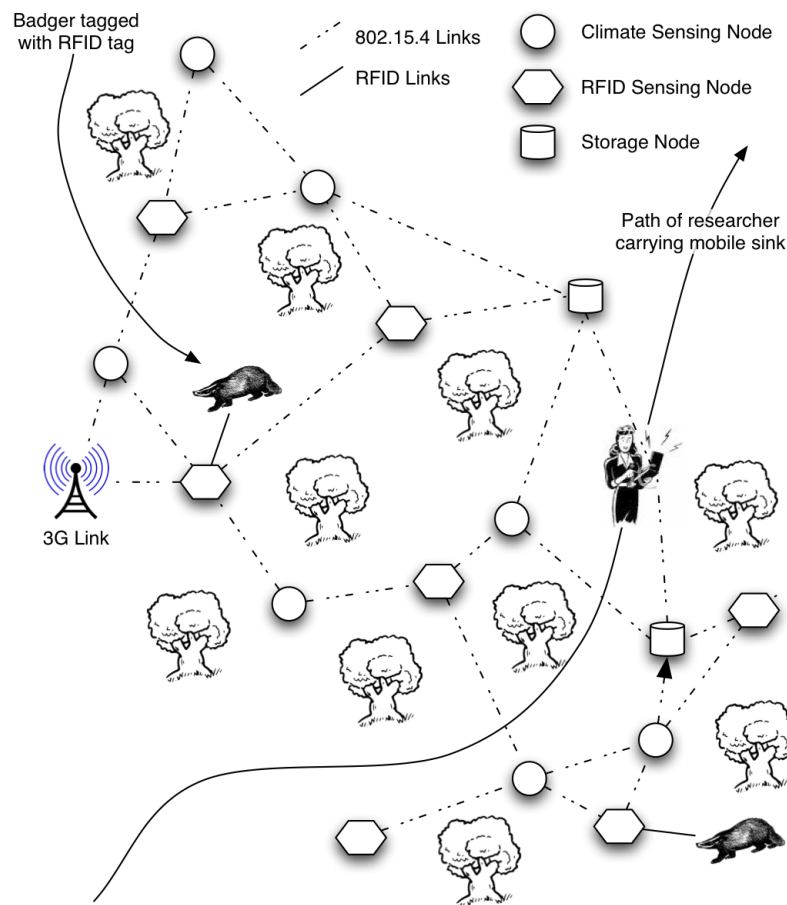 Badger tagged
with RFID tag
802.15.4 Links
RFID Links
Climate Sensing Node
RFID Sensing Node
Storage Node
Path of researcher
carrying mobile sink
3G Link